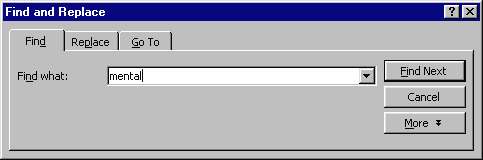 Find and Replace
Find Replace Go To
Find what: mental
Find Next
Cancel
More